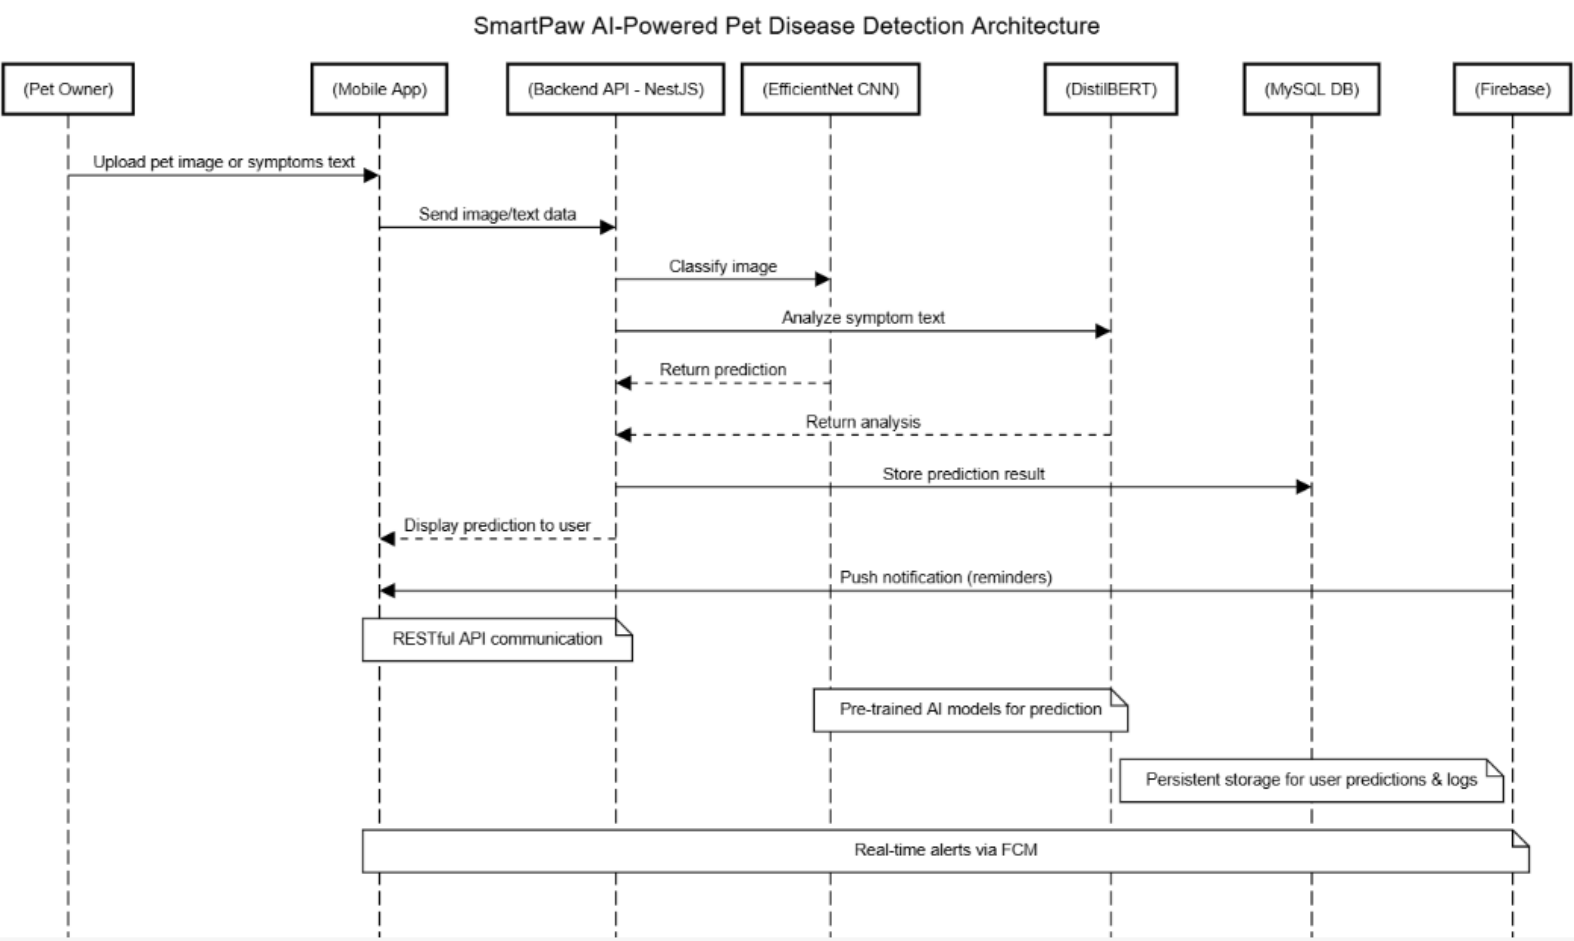 SmartPaw AI-Powered Pet Disease Detection Architecture
(Pet Owner)
(Mobile App)
(Backend API - NestJS)
(EfficientNet CNN)
(DistilBERT)
(MySQL DB)
(Firebase)
Upload pet image or symptoms text
Send image/text data
Classify image
Analyze symptom text
Return prediction
Return analysis
Store prediction result
Display prediction to user
Push notification (reminders)
RESTful API communication
Pre-trained AI models for prediction
Persistent storage for user predictions & logs
Real-time alerts via FCM